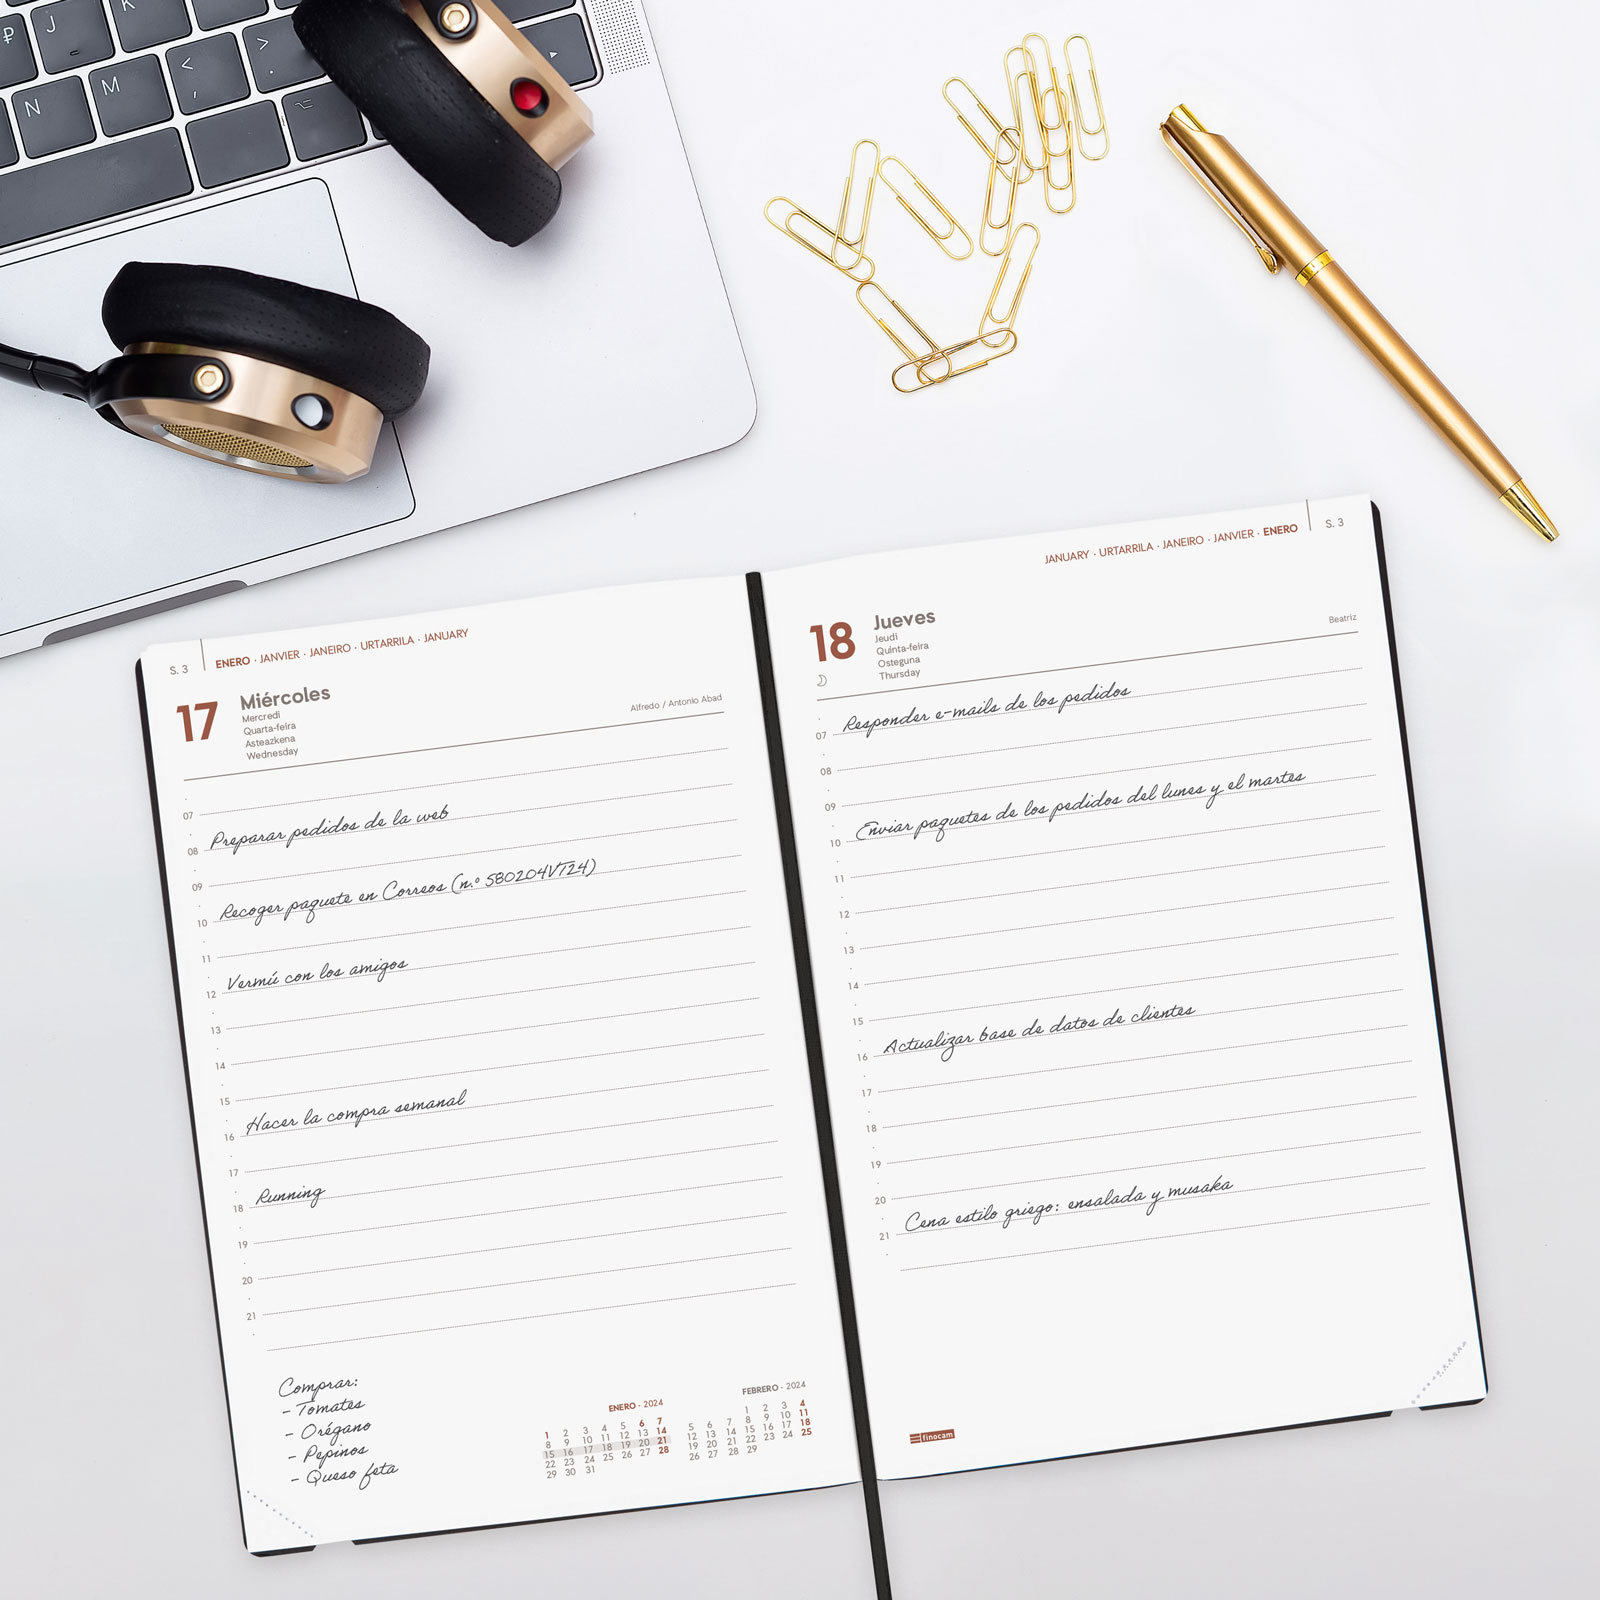 ₽ J K
N M < , > .
⌥
S. 3 ENERO · JANVIER · JANEIRO · URTARRILA · JANUARY
17 Miércoles
Mercredi
Quarta-feira
Asteazkena
Wednesday
Alfredo / Antonio Abad
07
08 Preparar pedidos de la web
09
10 Recoger paquete en Correos (n.º 580204VT24)
11
12 Vermú con los amigos
13
14
15
16 Hacer la compra semanal
17
18 Running
19
20
21
Comprar:
- Tomates
- Orégano
- Pepinos
- Queso feta
ENERO · 2024
1 2 3 4 5 6 7
8 9 10 11 12 13 14
15 16 17 18 19 20 21
22 23 24 25 26 27 28
29 30 31
FEBRERO · 2024
1 2 3 4
5 6 7 8 9 10 11
12 13 14 15 16 17 18
19 20 21 22 23 24 25
26 27 28 29
JANUARY · URTARRILA · JANEIRO · JANVIER · ENERO S. 3
18 Jueves
Jeudi
Quinta-feira
Osteguna
Thursday
Beatriz
07 Responder e-mails de los pedidos
08
09
10 Enviar paquetes de los pedidos del lunes y el martes
11
12
13
14
15
16 Actualizar base de datos de clientes
17
18
19
20
21 Cena estilo griego: ensalada y musaka
finocam